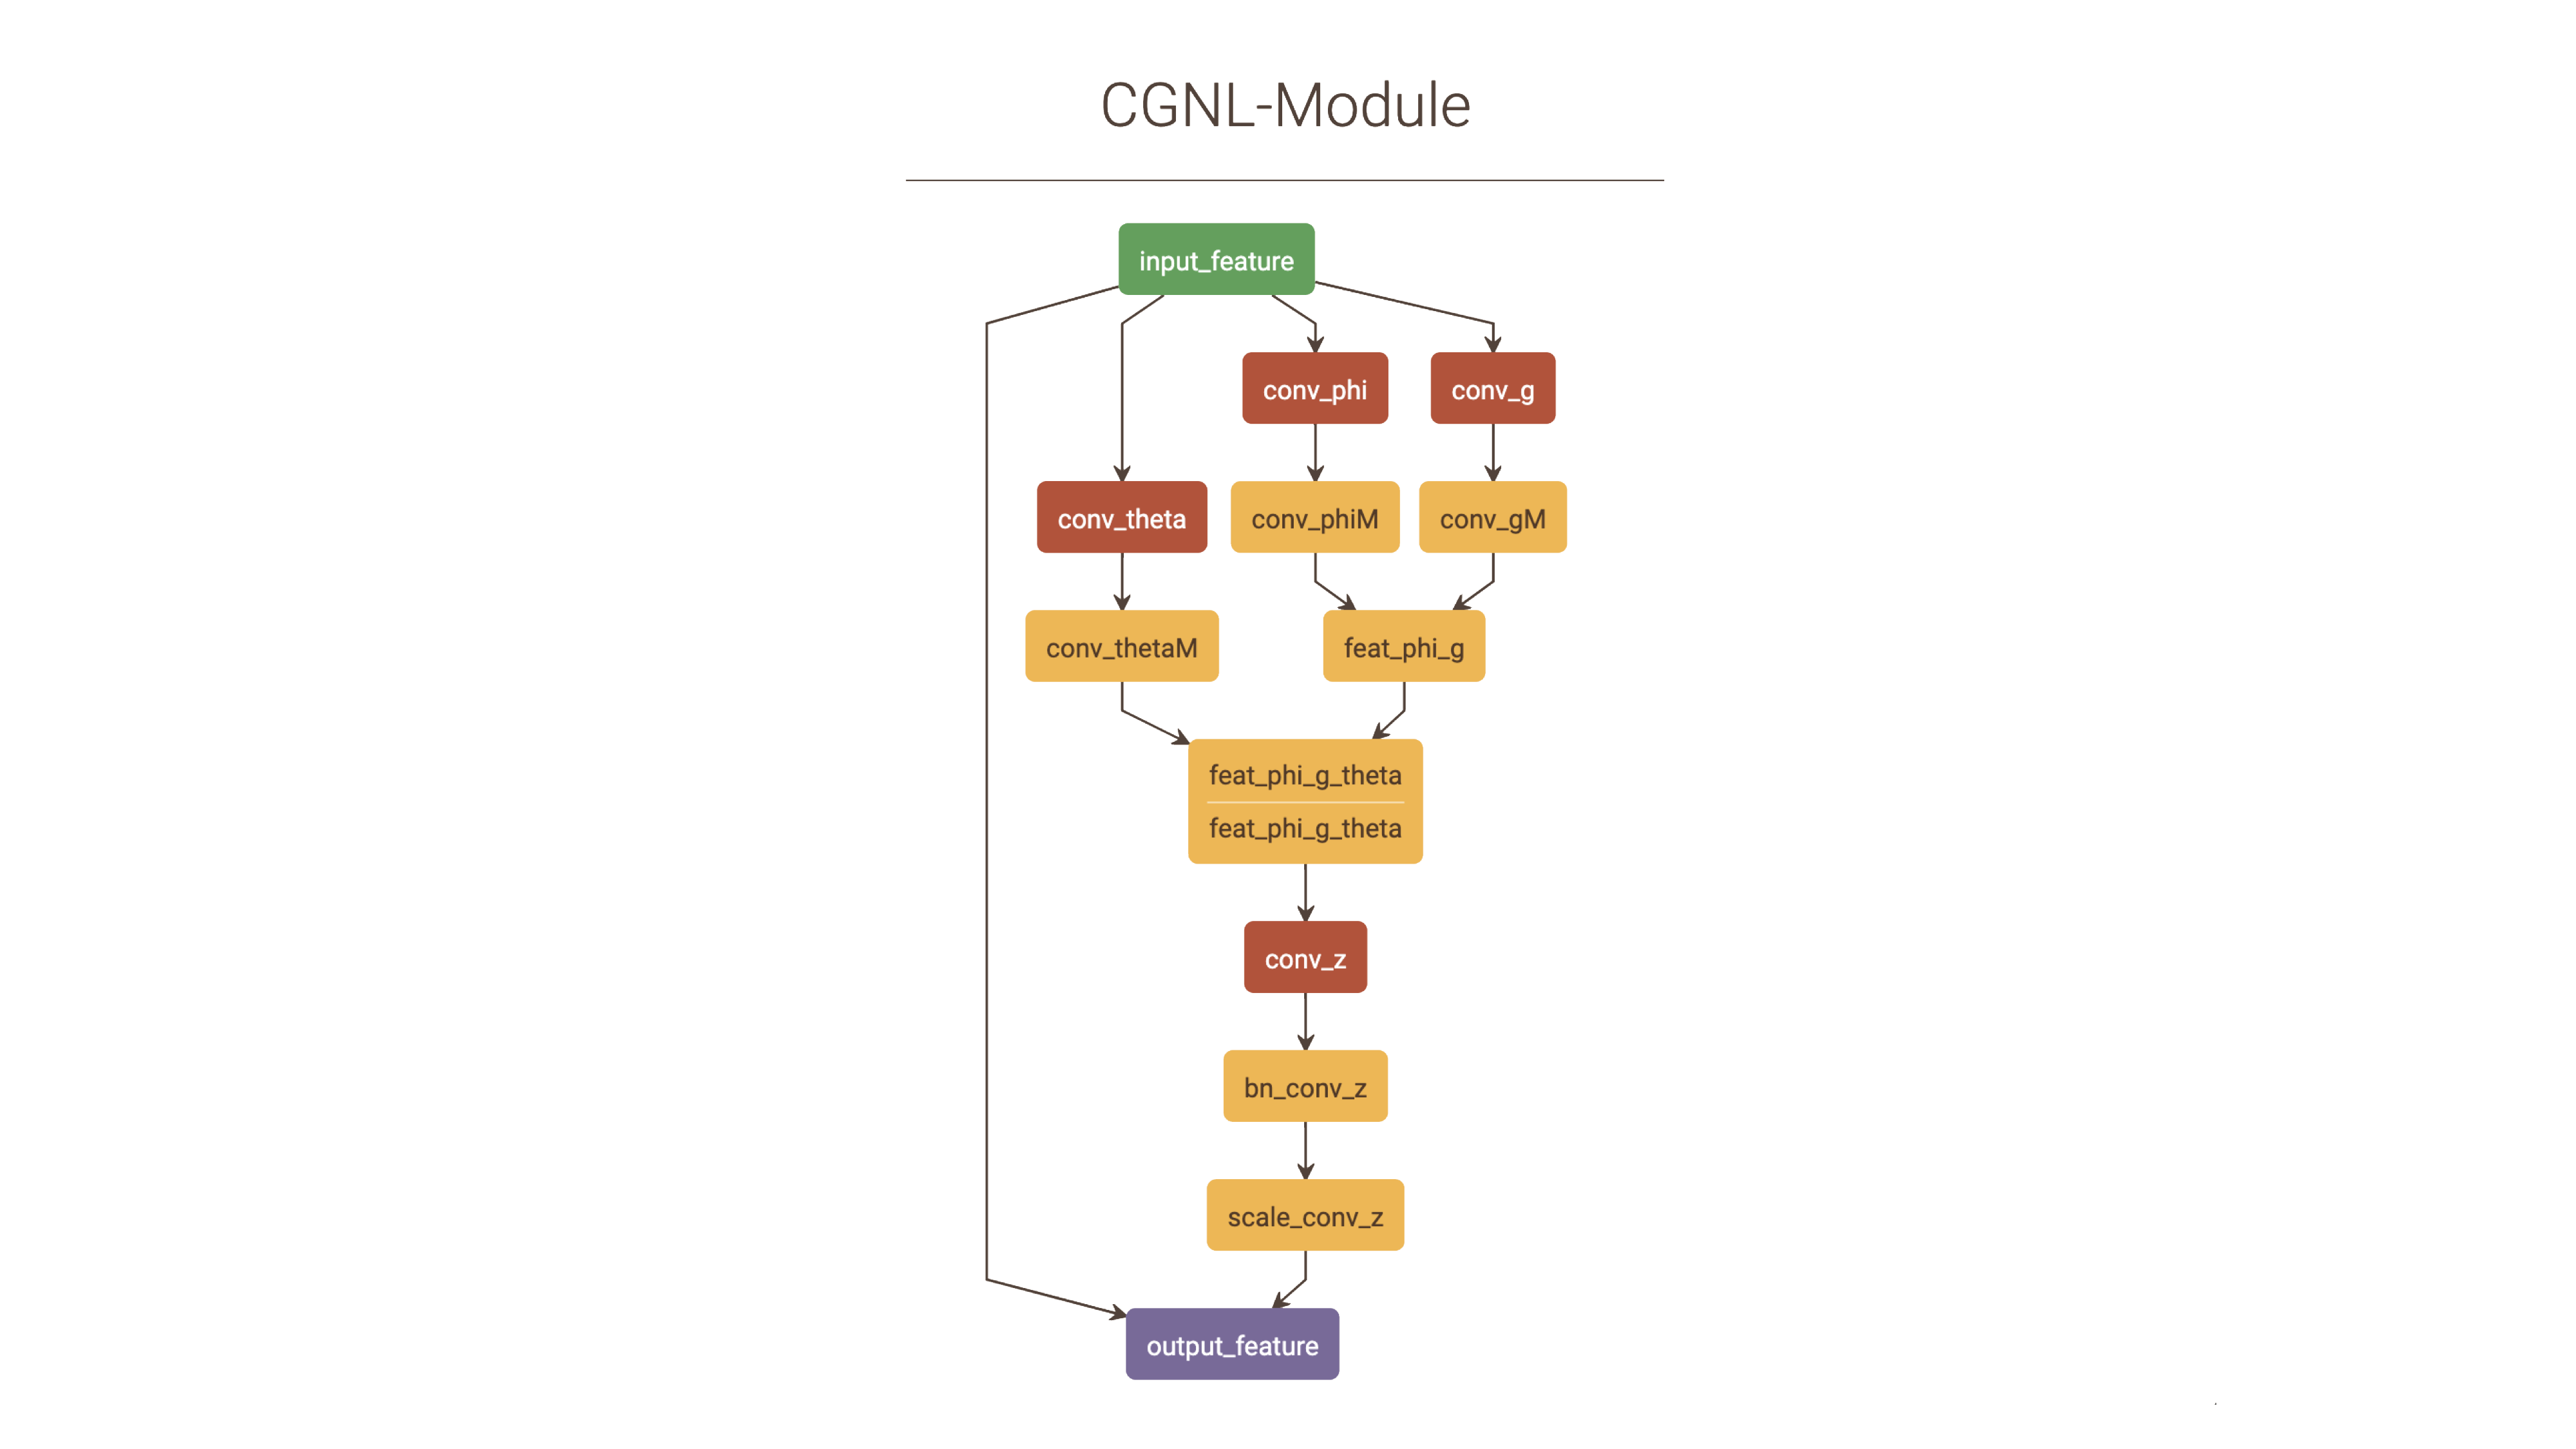 CGNL-Module
input_feature
conv_phi
conv_g
conv_theta
conv_phiM
conv_gM
conv_thetaM
feat_phi_g
feat_phi_g_theta
feat_phi_g_theta
conv_z
bn_conv_z
scale_conv_z
output_feature